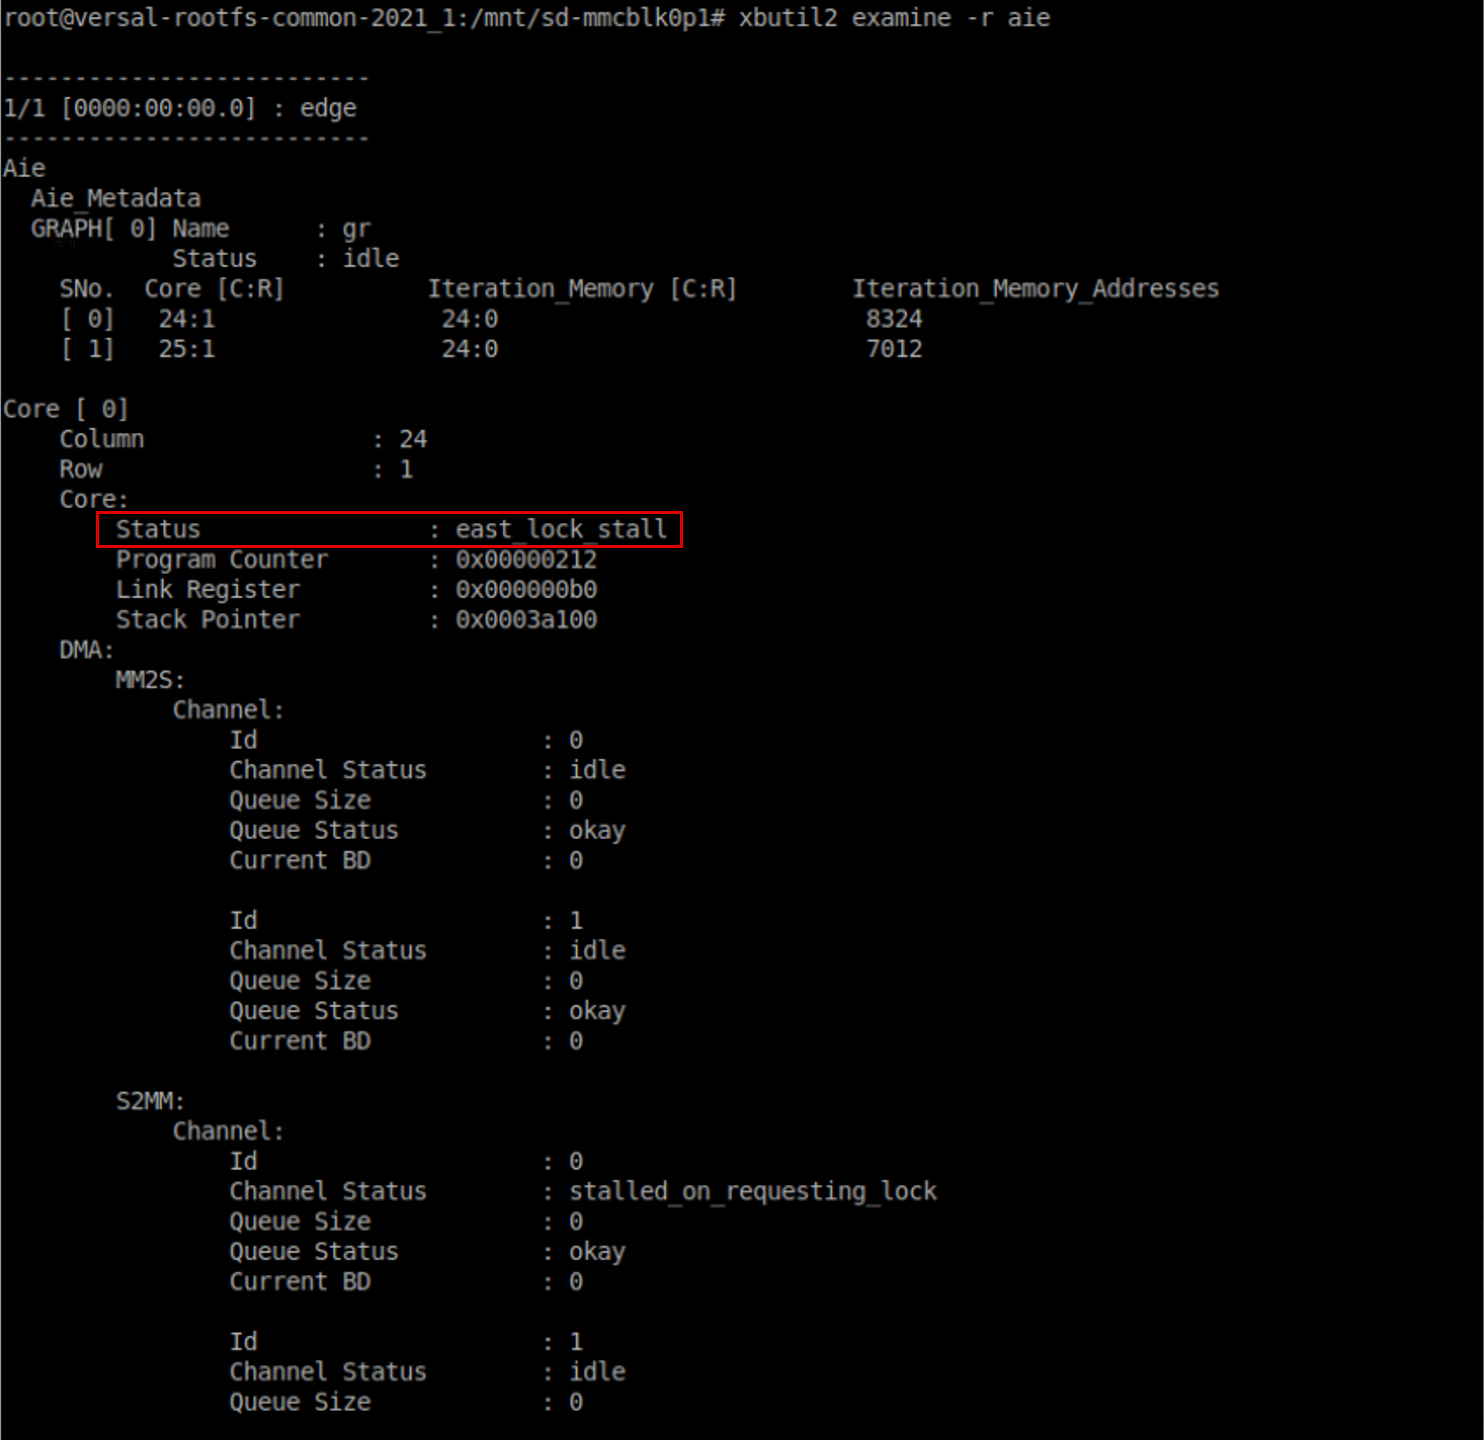 root@versal-rootfs-common-2021_1:/mnt/sd-mmcblk0p1# xbutil2 examine -r aie
--------------------------
1/1 [0000:00:00.0] : edge
--------------------------
Aie
  Aie_Metadata
  GRAPH[ 0] Name      : gr
            Status    : idle
    SNo.  Core [C:R]          Iteration_Memory [C:R]        Iteration_Memory_Addresses
    [ 0]   24:1                24:0                          8324
    [ 1]   25:1                24:0                          7012
Core [ 0]
    Column                : 24
    Row                   : 1
    Core:
        Status                : east_lock_stall
        Program Counter       : 0x00000212
        Link Register         : 0x000000b0
        Stack Pointer         : 0x0003a100
    DMA:
        MM2S:
            Channel:
                Id                    : 0
                Channel Status        : idle
                Queue Size            : 0
                Queue Status          : okay
                Current BD            : 0
                Id                    : 1
                Channel Status        : idle
                Queue Size            : 0
                Queue Status          : okay
                Current BD            : 0
        S2MM:
            Channel:
                Id                    : 0
                Channel Status        : stalled_on_requesting_lock
                Queue Size            : 0
                Queue Status          : okay
                Current BD            : 0
                Id                    : 1
                Channel Status        : idle
                Queue Size            : 0